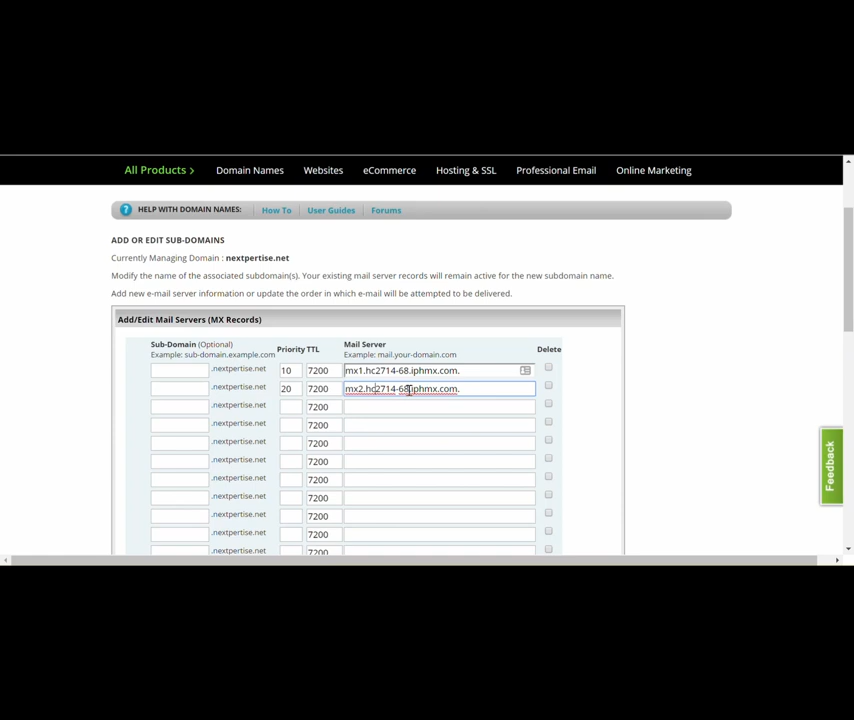 All Products > Domain Names Websites eCommerce Hosting & SSL Professional Email Online Marketing
? HELP WITH DOMAIN NAMES: How To User Guides Forums
ADD OR EDIT SUB-DOMAINS
Currently Managing Domain : nextpertise.net
Modify the name of the associated subdomain(s). Your existing mail server records will remain active for the new subdomain name.
Add new e-mail server information or update the order in which e-mail will be attempted to be delivered.
Add/Edit Mail Servers (MX Records)
Sub-Domain (Optional) Priority TTL Mail Server Delete
Example: sub-domain.example.com Example: mail.your-domain.com
.nextpertise.net 10 7200 mx1.hc2714-68.iphmx.com.
.nextpertise.net 20 7200 mx2.hc2714-68.iphmx.com.
.nextpertise.net 7200
.nextpertise.net 7200
.nextpertise.net 7200
.nextpertise.net 7200
.nextpertise.net 7200
.nextpertise.net 7200
.nextpertise.net 7200
.nextpertise.net 7200
.nextpertise.net 7200
Feedback